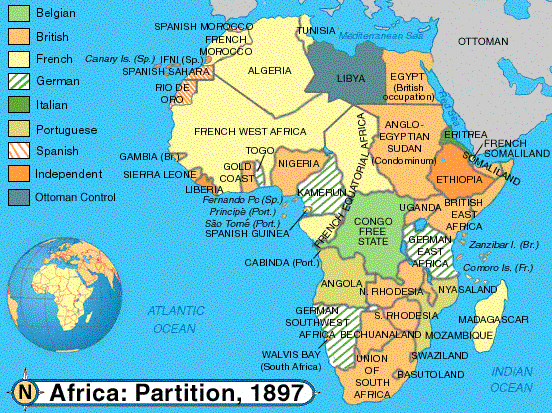 Belgian
British
French
German
Italian
Portuguese
Spanish
Independent
Ottoman Control
SPANISH MOROCCO
FRENCH
MOROCCO
TUNISIA
Mediterranean Sea
OTTOMAN
Canary Is. (Sp.)
IFNI (Sp.)
SPANISH SAHARA
RIO DE
ORO
ALGERIA
LIBYA
EGYPT
(British
occupation)
Red Sea
FRENCH WEST AFRICA
ANGLO-
EGYPTIAN
SUDAN
(Condominium)
ERITREA
FRENCH
SOMALILAND
SOMALILAND
GAMBIA (Br.)
SIERRA LEONE
LIBERIA
GOLD
COAST
TOGO
NIGERIA
KAMERUN
FRENCH EQUATORIAL AFRICA
ETHIOPIA
Fernando Po (Sp.)
Principe (Port.)
São Tomé (Port.)
SPANISH GUINEA
CABINDA (Port.)
CONGO
FREE
STATE
UGANDA
BRITISH
EAST
AFRICA
GERMAN
EAST
AFRICA
Zanzibar I. (Br.)
Comoro Is. (Fr.)
ANGOLA
N. RHODESIA
NYASALAND
GERMAN
SOUTHWEST
AFRICA
S. RHODESIA
BECHUANALAND
MOZAMBIQUE
MADAGASCAR
WALVIS BAY
(South Africa)
UNION
OF
SOUTH
AFRICA
SWAZILAND
BASUTOLAND
ATLANTIC
OCEAN
INDIAN
OCEAN
N
Africa: Partition, 1897